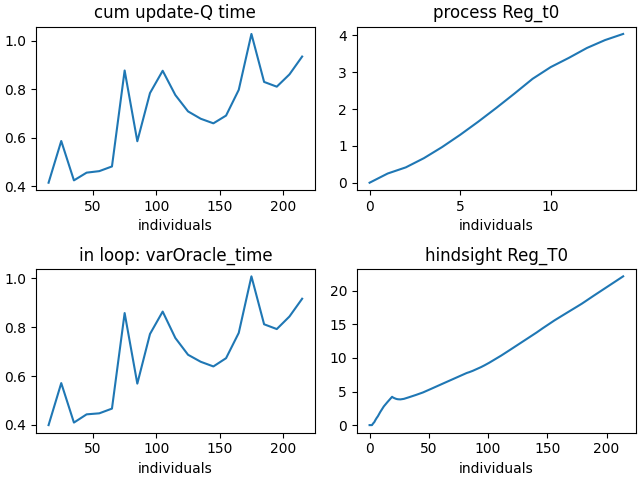 cum update-Q time
1.0
0.8
0.6
0.4
50 100 150 200
individuals
process Reg_t0
4
3
2
1
0
0 5 10
individuals
in loop: varOracle_time
1.0
0.8
0.6
0.4
50 100 150 200
individuals
hindsight Reg_T0
20
15
10
5
0
0 50 100 150 200
individuals